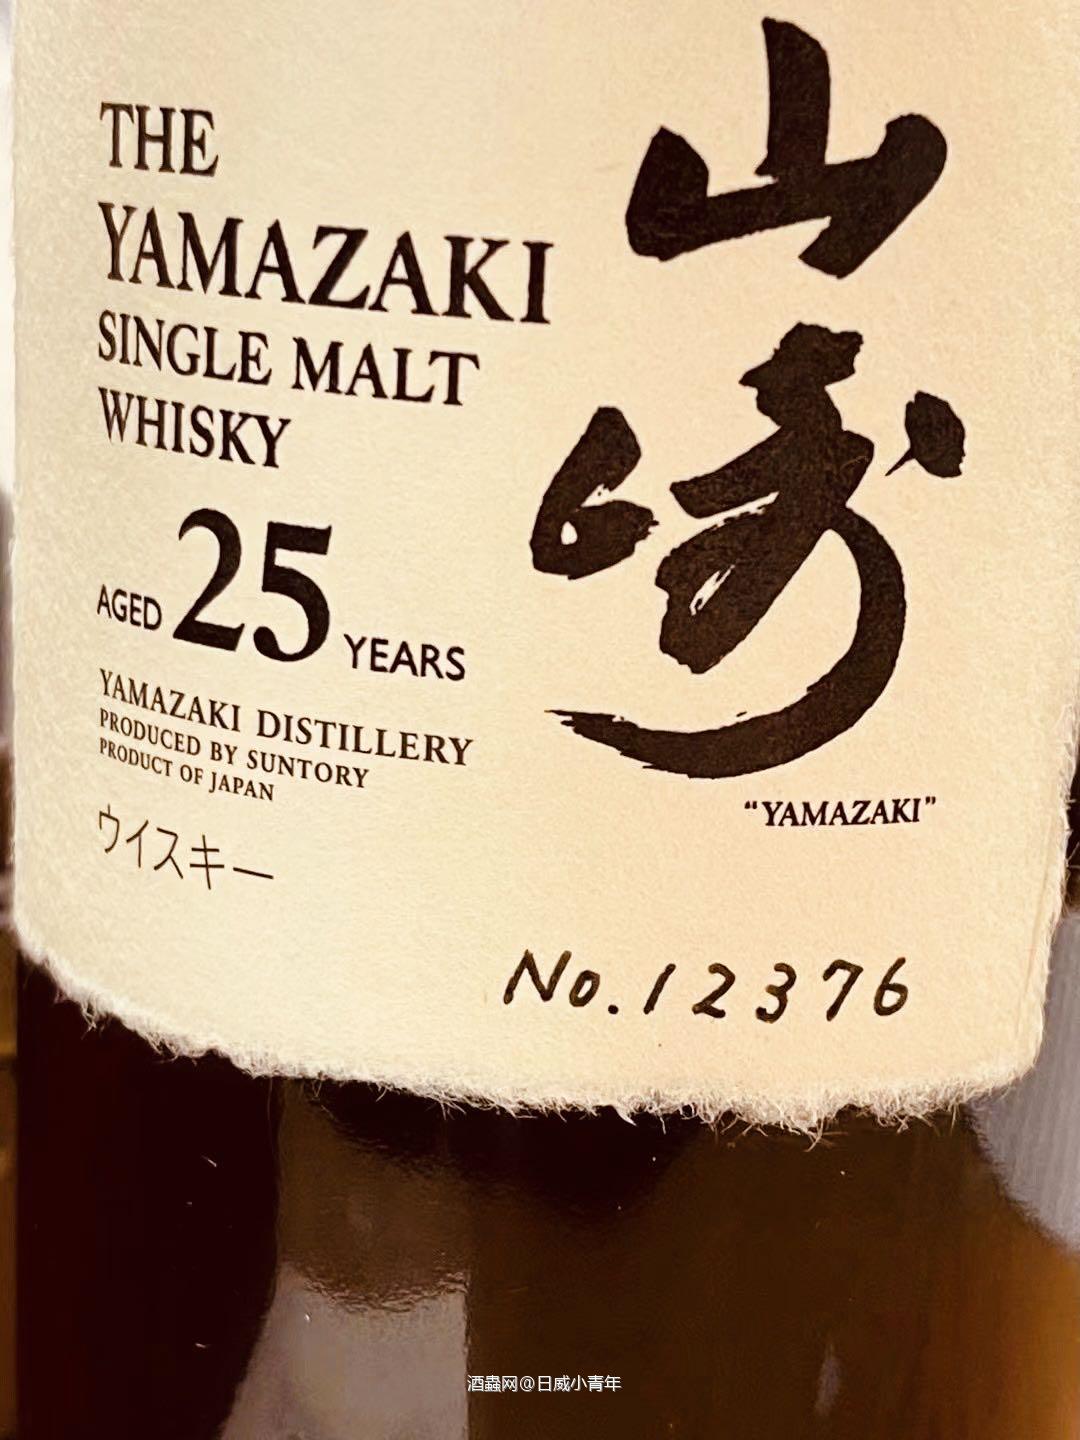 THE
YAMAZAKI
SINGLE MALT
WHISKY
AGED 25 YEARS
YAMAZAKI DISTILLERY
PRODUCED BY SUNTORY
PRODUCT OF JAPAN
ウイスキー
山
崎
“YAMAZAKI”
No.12376
酒蟲网@日威小青年